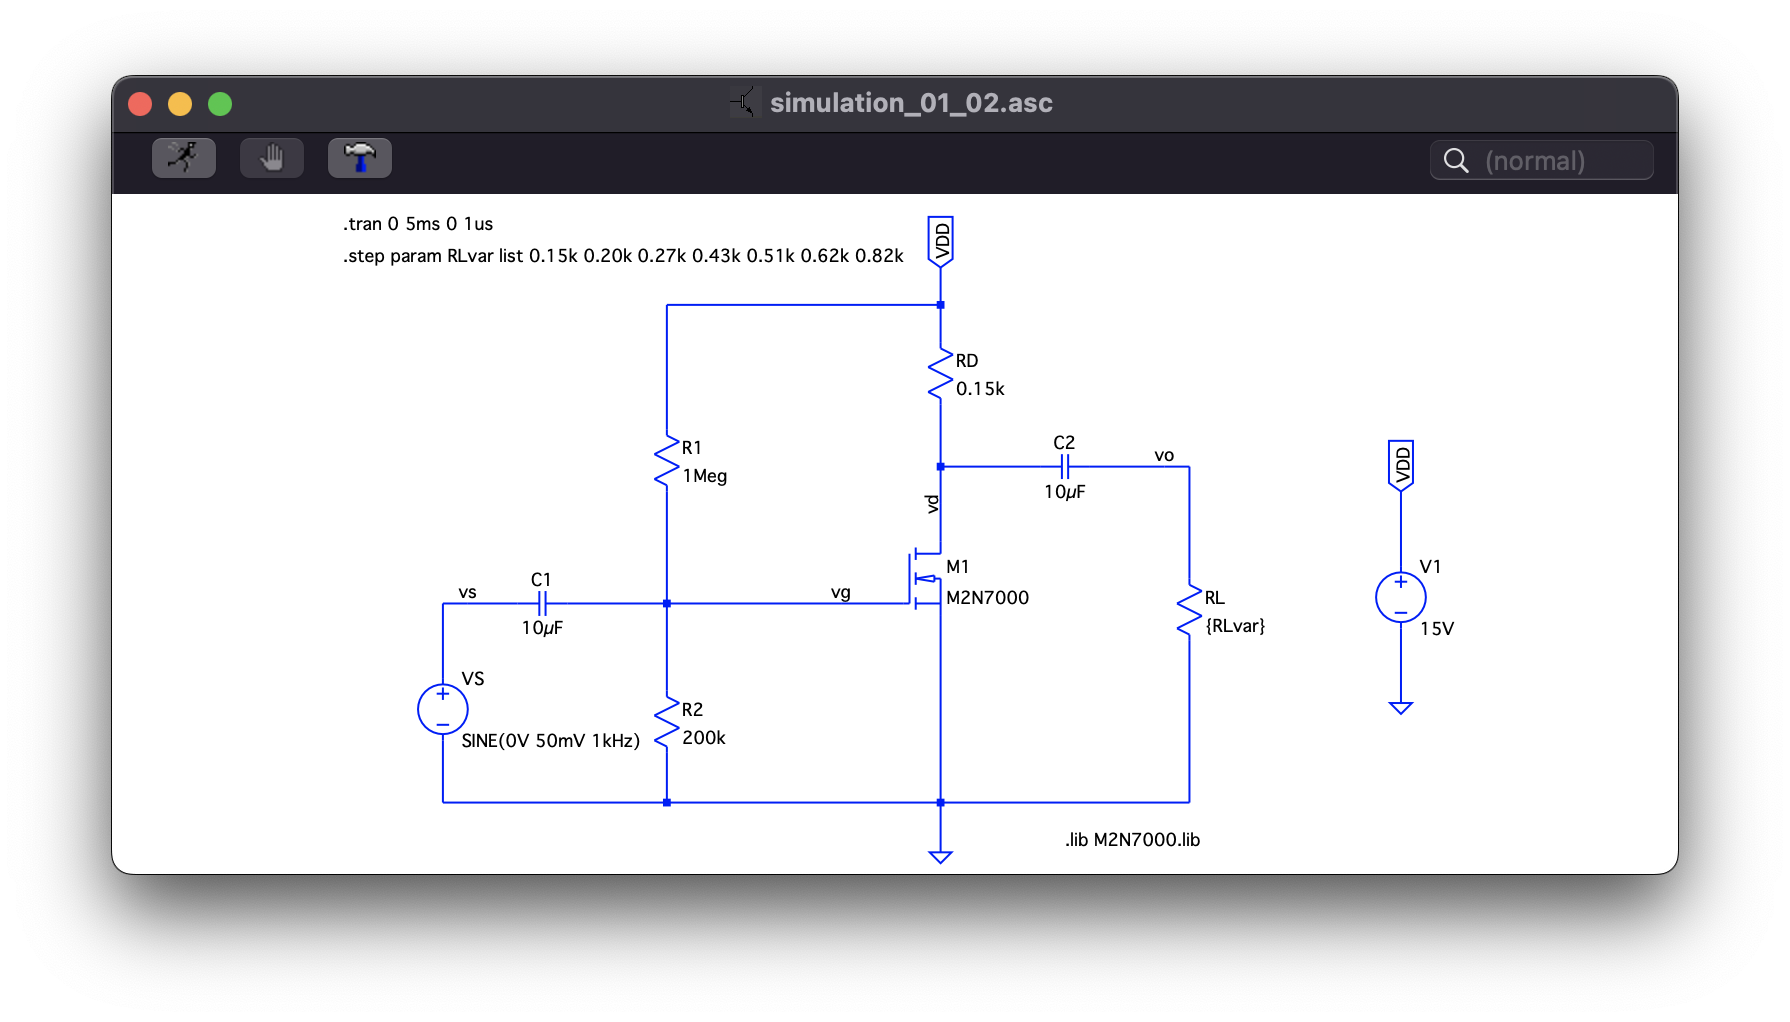 simulation_01_02.asc
(normal)
.tran 0 5ms 0 1us
.step param RLvar list 0.15k 0.20k 0.27k 0.43k 0.51k 0.62k 0.82k
VDD
RD
0.15k
R1
1Meg
C2
10µF
vo
vd
VDD
M1
M2N7000
vs
C1
10µF
vg
RL
{RLvar}
V1
15V
VS
SINE(0V 50mV 1kHz)
R2
200k
.lib M2N7000.lib